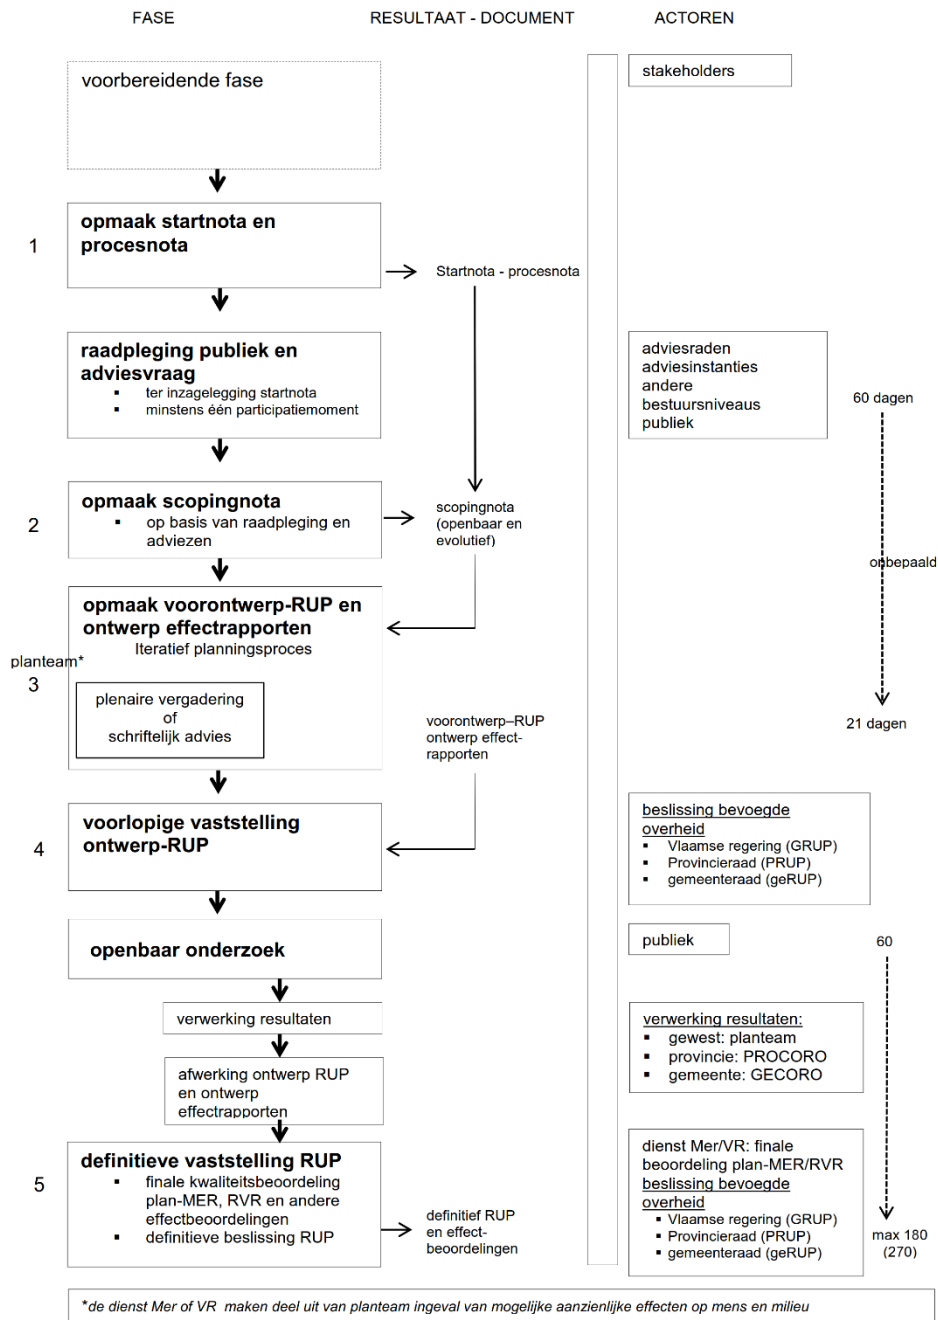 FASE
RESULTAAT - DOCUMENT
ACTOREN
voorbereidende fase
stakeholders
1
opmaak startnota en
procesnota
Startnota - procesnota
raadpleging publiek en
adviesvraag
▪ ter inzagelegging startnota
▪ minstens één participatiemoment
adviesraden
adviesinstanties
andere
bestuursniveaus
publiek
60 dagen
2
opmaak scopingnota
▪ op basis van raadpleging en
adviezen
scopingnota
(openbaar en
evolutief)
onbepaald
opmaak voorontwerp-RUP en
ontwerp effectrapporten
Iteratief planningsproces
planteam*
3
plenaire vergadering
of
schriftelijk advies
voorontwerp–RUP
ontwerp effect-
rapporten
21 dagen
4
voorlopige vaststelling
ontwerp-RUP
beslissing bevoegde
overheid
▪ Vlaamse regering (GRUP)
▪ Provincieraad (PRUP)
▪ gemeenteraad (geRUP)
openbaar onderzoek
publiek
60
verwerking resultaten
verwerking resultaten:
▪ gewest: planteam
▪ provincie: PROCORO
▪ gemeente: GECORO
afwerking ontwerp RUP
en ontwerp
effectrapporten
5
definitieve vaststelling RUP
▪ finale kwaliteitsbeoordeling
plan-MER, RVR en andere
effectbeoordelingen
▪ definitieve beslissing RUP
definitief RUP
en effect-
beoordelingen
dienst Mer/VR: finale
beoordeling plan-MER/RVR
beslissing bevoegde
overheid
▪ Vlaamse regering (GRUP)
▪ Provincieraad (PRUP)
▪ gemeenteraad (geRUP)
max 180
(270)
*de dienst Mer of VR maken deel uit van planteam ingeval van mogelijke aanzienlijke effecten op mens en milieu